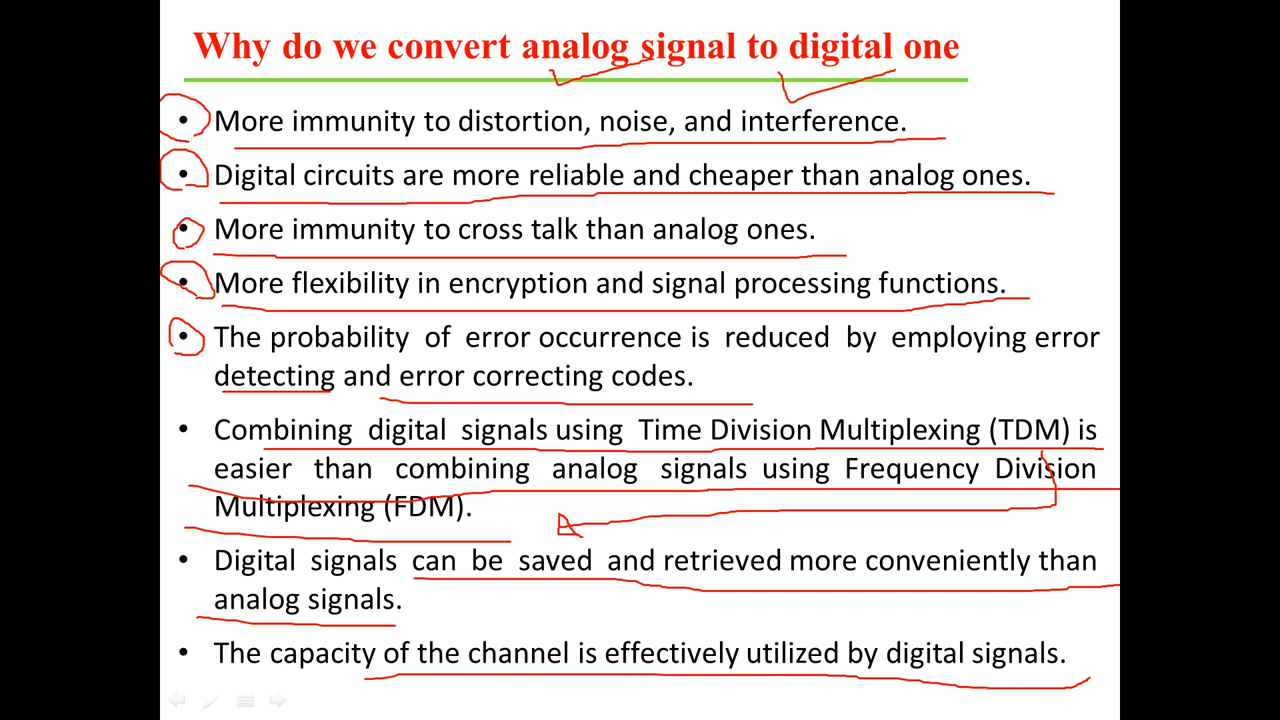 Why do we convert analog signal to digital one
• More immunity to distortion, noise, and interference.
• Digital circuits are more reliable and cheaper than analog ones.
• More immunity to cross talk than analog ones.
• More flexibility in encryption and signal processing functions.
• The probability of error occurrence is reduced by employing error
detecting and error correcting codes.
• Combining digital signals using Time Division Multiplexing (TDM) is
easier than combining analog signals using Frequency Division
Multiplexing (FDM).
• Digital signals can be saved and retrieved more conveniently than
analog signals.
• The capacity of the channel is effectively utilized by digital signals.